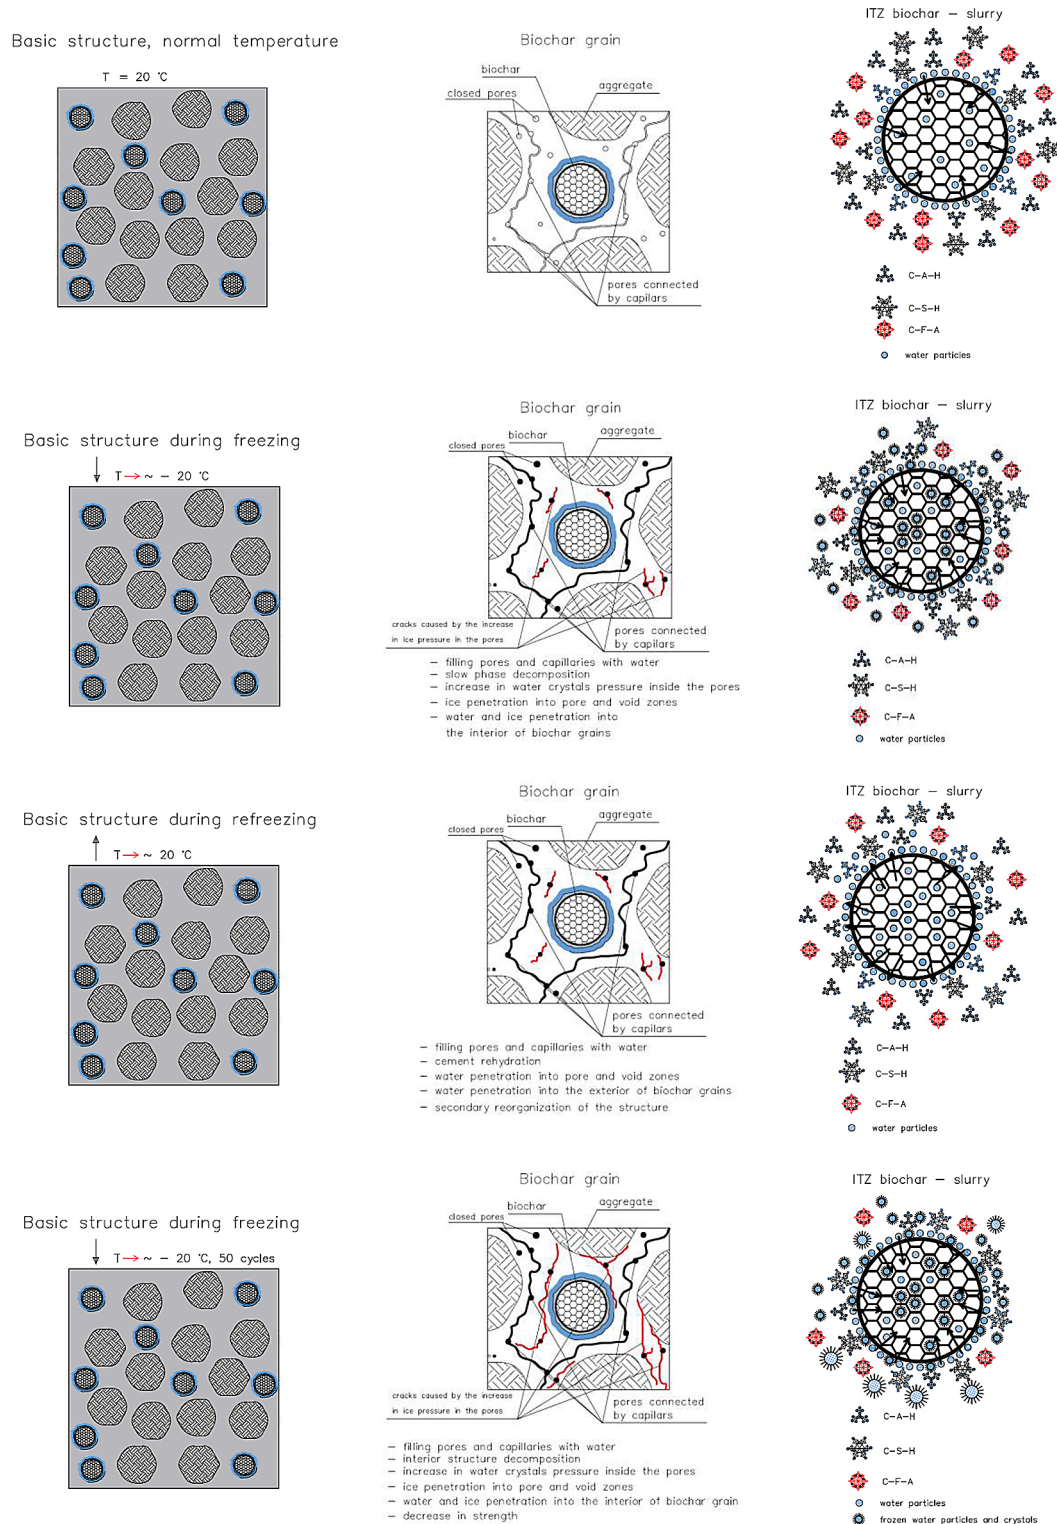 Basic structure, normal temperature
T = 20 °C
Biochar grain
biochar
closed pores
aggregate
pores connected
by capilars
ITZ biochar – slurry
C–A–H
C–S–H
C–F–A
water particles
Basic structure during freezing
T→~ – 20 °C
Biochar grain
biochar
aggregate
closed pores
cracks caused by the increase
in ice pressure in the pores
pores connected
by capilars
– filling pores and capillaries with water
– slow phase decomposition
– increase in water crystals pressure inside the pores
– ice penetration into pore and void zones
– water and ice penetration into
the interior of biochar grains
ITZ biochar – slurry
C–A–H
C–S–H
C–F–A
water particles
Basic structure during refreezing
T→~ 20 °C
Biochar grain
biochar
aggregate
closed pores
pores connected
by capilars
– filling pores and capillaries with water
– cement rehydration
– water penetration into pore and void zones
– water penetration into the exterior of biochar grains
– secondary reorganization of the structure
ITZ biochar – slurry
C–A–H
C–S–H
C–F–A
water particles
Basic structure during freezing
T→~ – 20 °C, 50 cycles
Biochar grain
biochar
aggregate
closed pores
cracks caused by the increase
in ice pressure in the pores
pores connected
by capilars
– filling pores and capillaries with water
– interior structure decomposition
– increase in water crystals pressure inside the pores
– ice penetration into pore and void zones
– water and ice penetration into the interior of biochar grain
– decrease in strength
ITZ biochar – slurry
C–A–H
C–S–H
C–F–A
water particles
frozen water particles and crystals